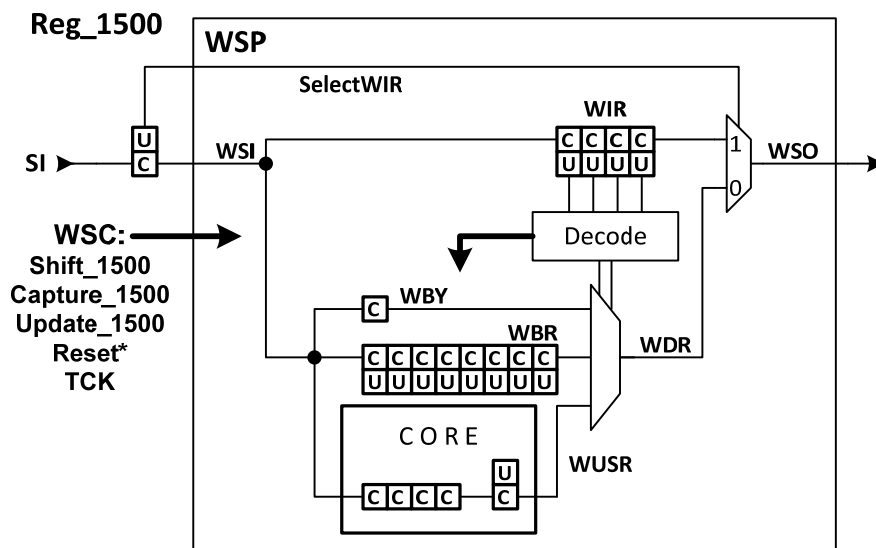 Reg_1500
WSP
SelectWIR
WIR
U
C C C C
1
SI
C
WSI
U U U U
WSO
0
WSC:
Decode
Shift_1500
Capture_1500
WBY
C
Update_1500
WBR
Reset*
C C C C C C C C
WDR
TCK
U U U U U U U U
CORE
WUSR
U
C C C C
C